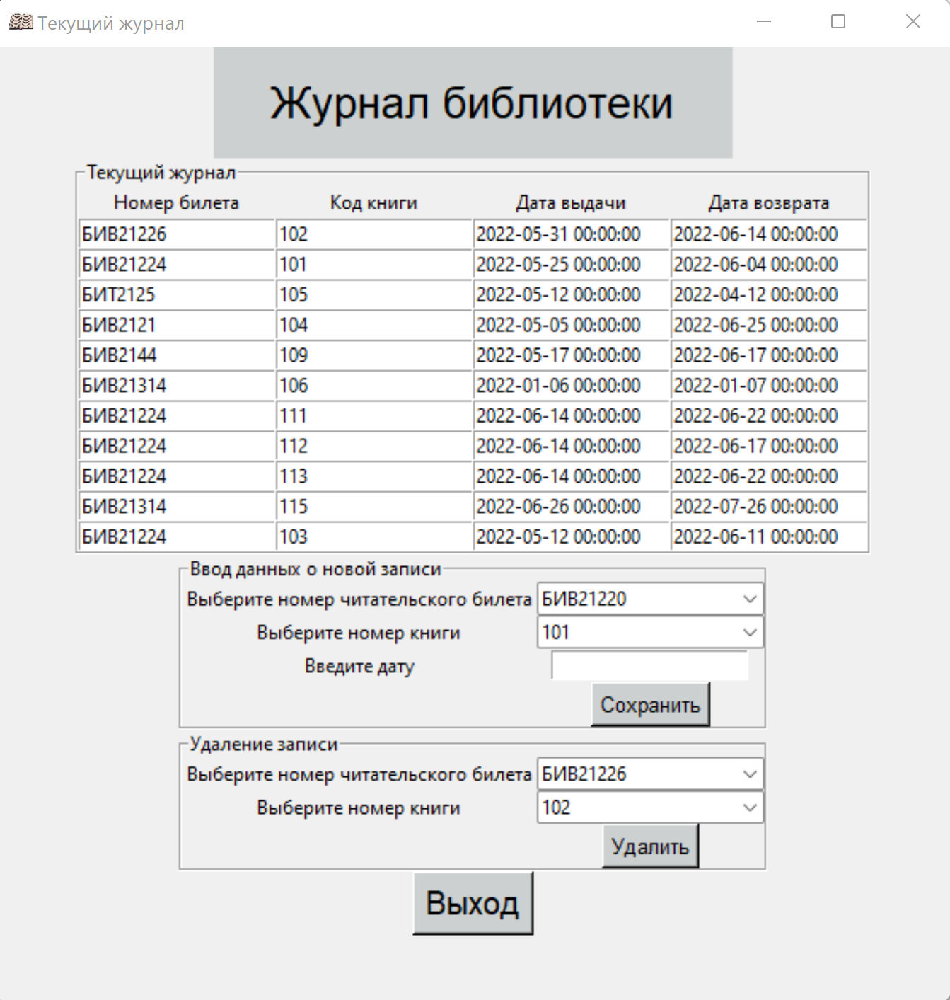 Текущий журнал
Журнал библиотеки
Текущий журнал
Номер билета Код книги Дата выдачи Дата возврата
БИВ21226 102 2022-05-31 00:00:00 2022-06-14 00:00:00
БИВ21224 101 2022-05-25 00:00:00 2022-06-04 00:00:00
БИТ2125 105 2022-05-12 00:00:00 2022-04-12 00:00:00
БИВ2121 104 2022-05-05 00:00:00 2022-06-25 00:00:00
БИВ2144 109 2022-05-17 00:00:00 2022-06-17 00:00:00
БИВ21314 106 2022-01-06 00:00:00 2022-01-07 00:00:00
БИВ21224 111 2022-06-14 00:00:00 2022-06-22 00:00:00
БИВ21224 112 2022-06-14 00:00:00 2022-06-17 00:00:00
БИВ21224 113 2022-06-14 00:00:00 2022-06-22 00:00:00
БИВ21314 115 2022-06-26 00:00:00 2022-07-26 00:00:00
БИВ21224 103 2022-05-12 00:00:00 2022-06-11 00:00:00
Ввод данных о новой записи
Выберите номер читательского билета БИВ21220
Выберите номер книги 101
Введите дату
Сохранить
Удаление записи
Выберите номер читательского билета БИВ21226
Выберите номер книги 102
Удалить
Выход